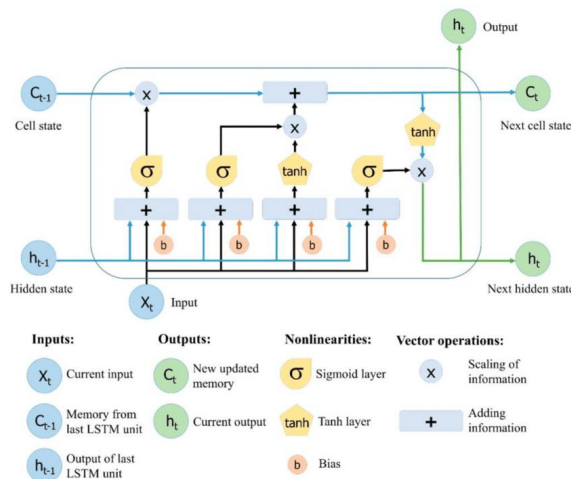 hₜ
Output
Cₜ₋₁
x
+
Cₜ
Cell state
Next cell state
tanh
x
σ
σ
tanh
σ
x
+
+
+
+
b
b
b
b
hₜ₋₁
hₜ
Hidden state
Next hidden state
Xₜ
Input
Inputs:
Outputs:
Nonlinearities:
Vector operations:
Xₜ
Current input
Cₜ
New updated
memory
σ
Sigmoid layer
x
Scaling of
information
Cₜ₋₁
Memory from
last LSTM unit
hₜ
Current output
tanh
Tanh layer
+
Adding
information
hₜ₋₁
Output of last
LSTM unit
b
Bias